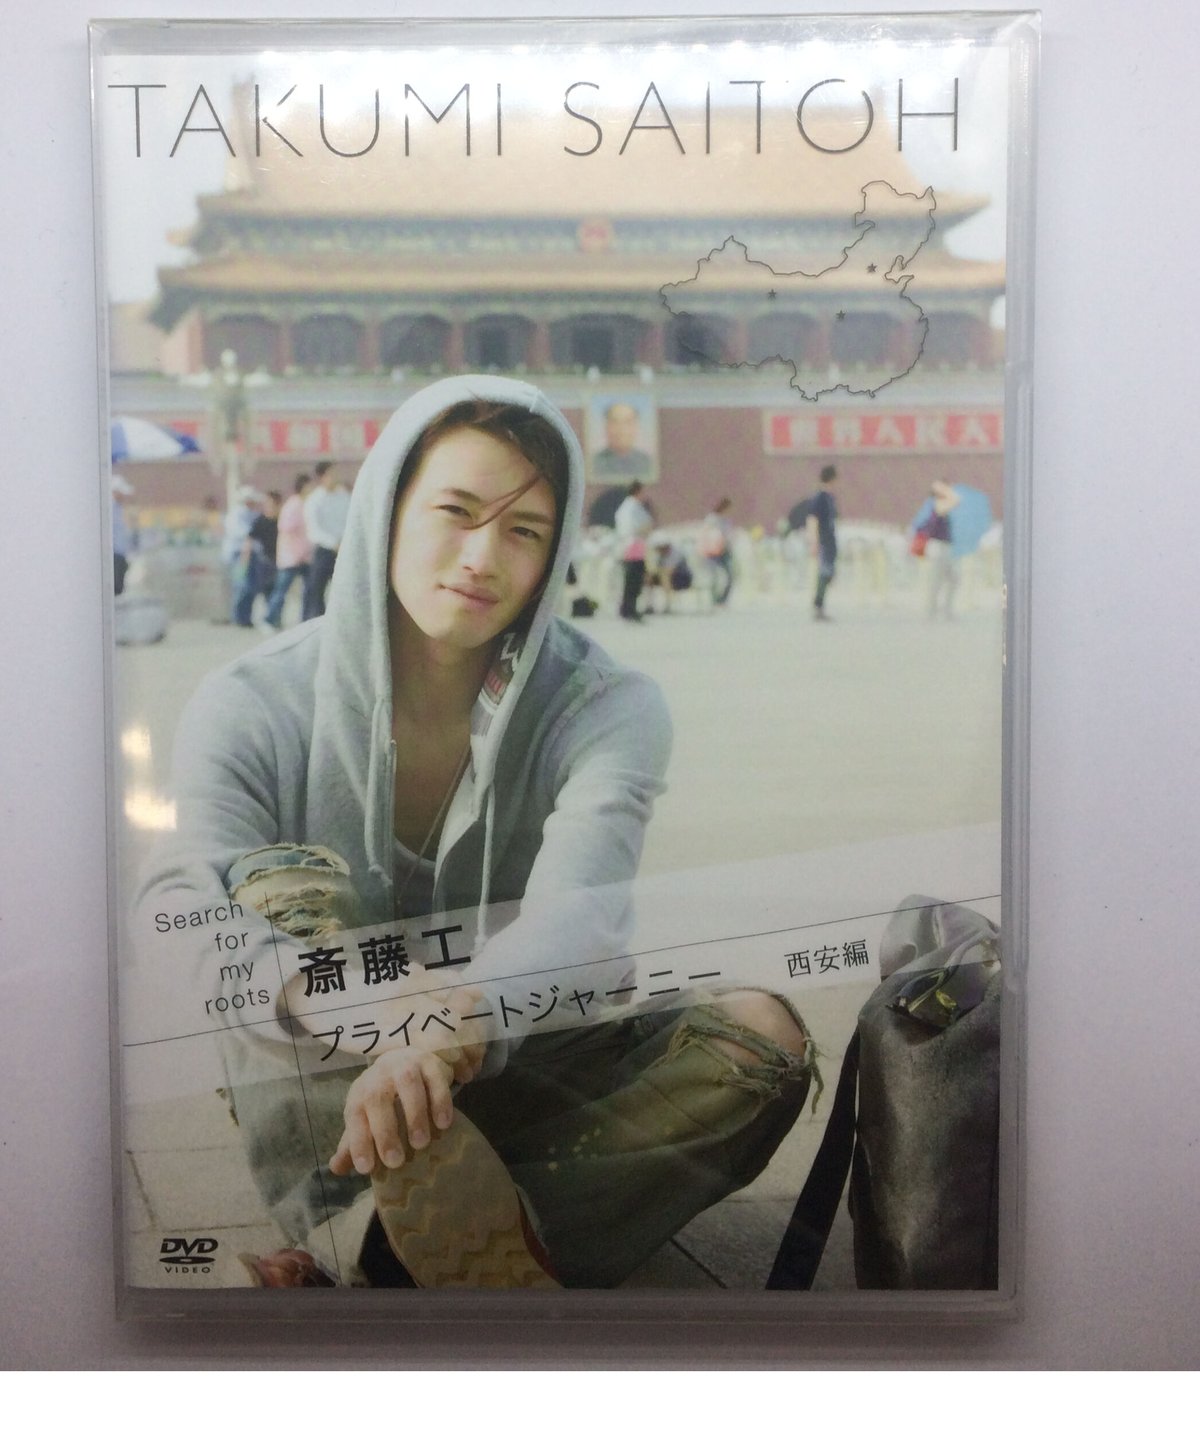 TAKUMI SAITOH
Search
for
my
roots
斎藤工
プライベートジャーニー
西安編
DVD
VIDEO